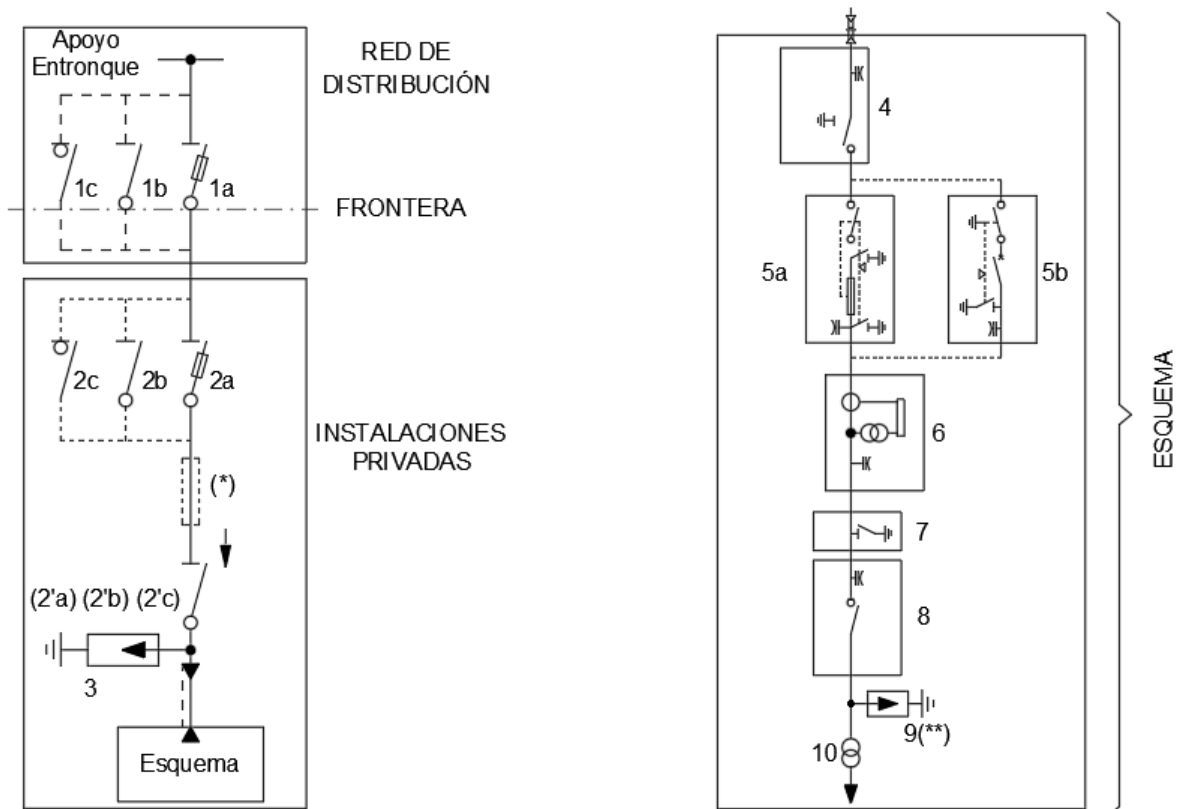 Apoyo
Entronque
RED DE
DISTRIBUCIÓN
1c
1b
1a
FRONTERA
2c
2b
2a
INSTALACIONES
PRIVADAS
(*)
(2'a) (2'b) (2'c)
3
Esquema
4
5a
5b
6
7
8
9(**)
10
ESQUEMA